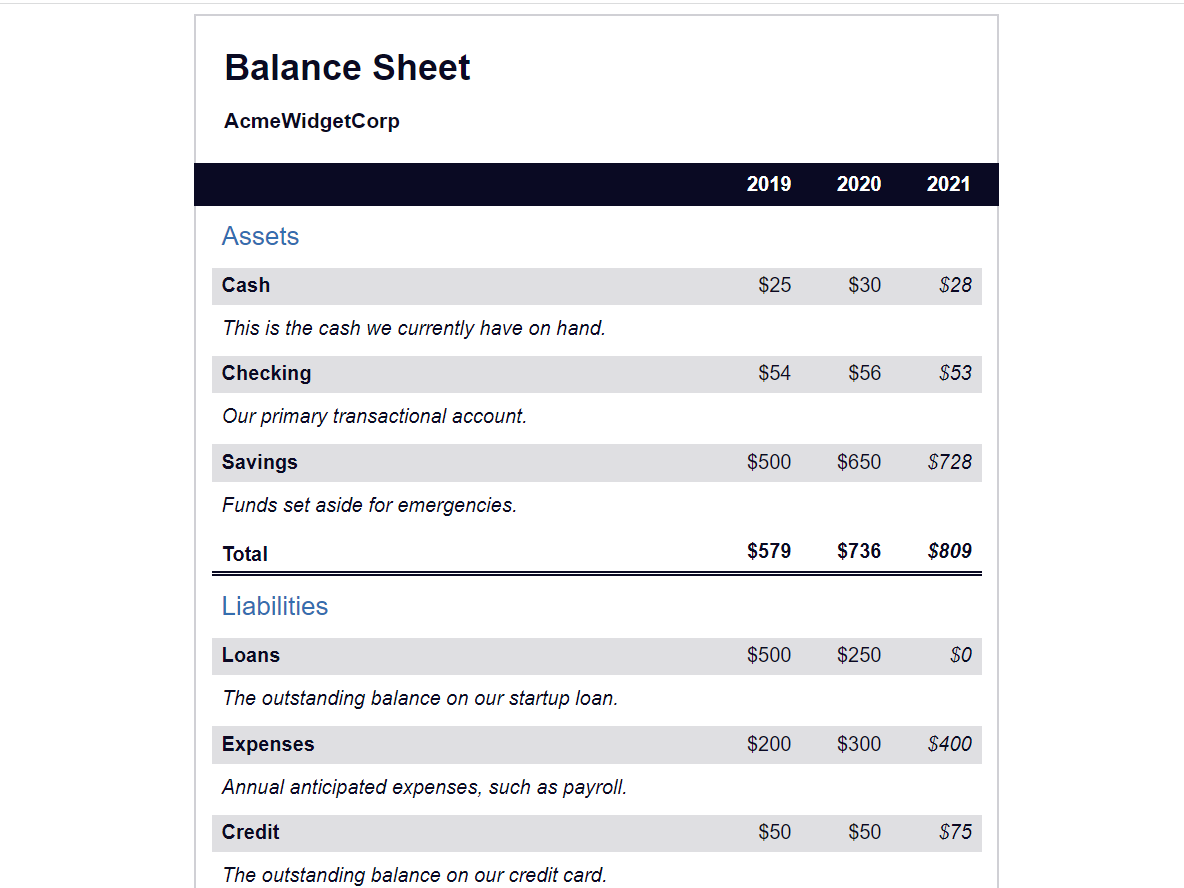 Balance Sheet
AcmeWidgetCorp
2019 2020 2021
Assets
Cash $25 $30 $28
This is the cash we currently have on hand.
Checking $54 $56 $53
Our primary transactional account.
Savings $500 $650 $728
Funds set aside for emergencies.
Total $579 $736 $809
Liabilities
Loans $500 $250 $0
The outstanding balance on our startup loan.
Expenses $200 $300 $400
Annual anticipated expenses, such as payroll.
Credit $50 $50 $75
The outstanding balance on our credit card.